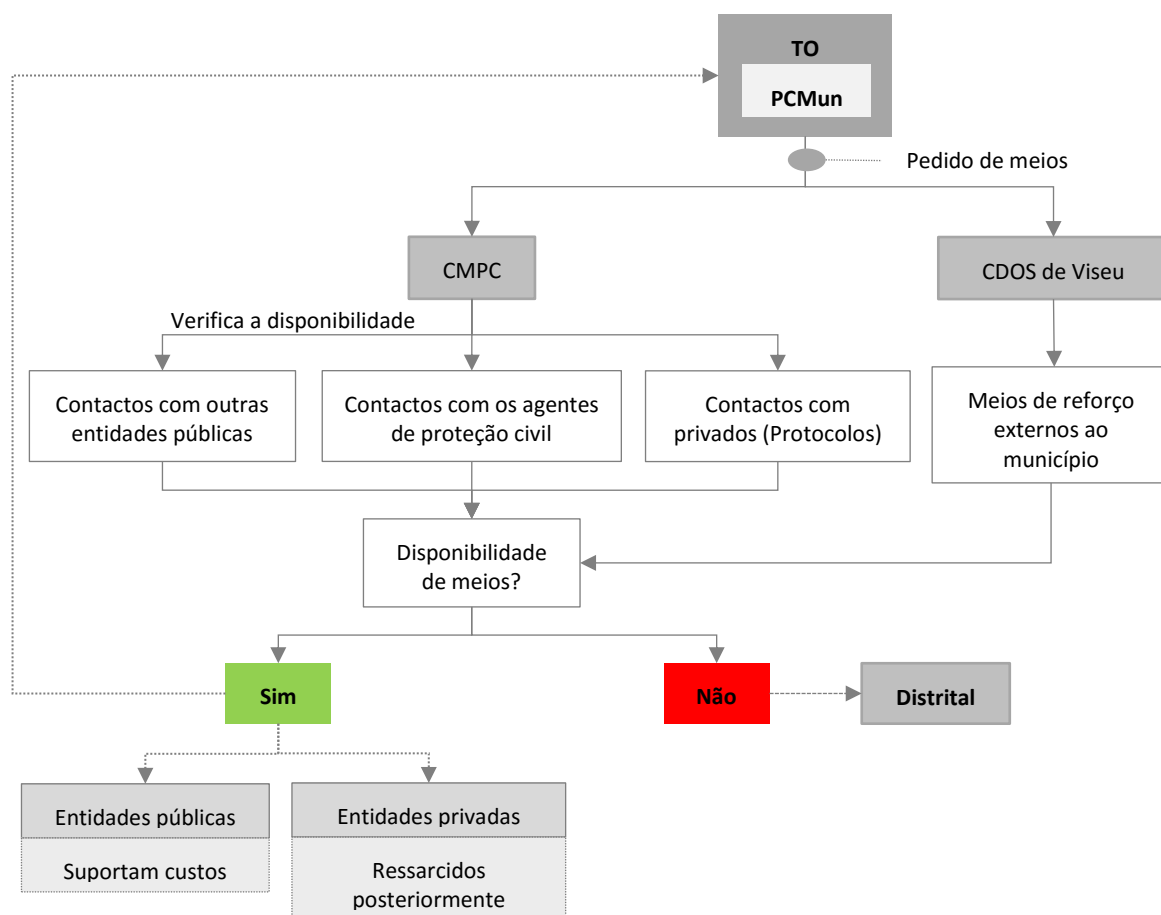 TO
PCMun
Pedido de meios
CMPC
CDOS de Viseu
Verifica a disponibilidade
Contactos com outras
entidades públicas
Contactos com os agentes
de proteção civil
Contactos com
privados (Protocolos)
Meios de reforço
externos ao
município
Disponibilidade
de meios?
Sim
Não
Distrital
Entidades públicas
Suportam custos
Entidades privadas
Ressarcidos
posteriormente